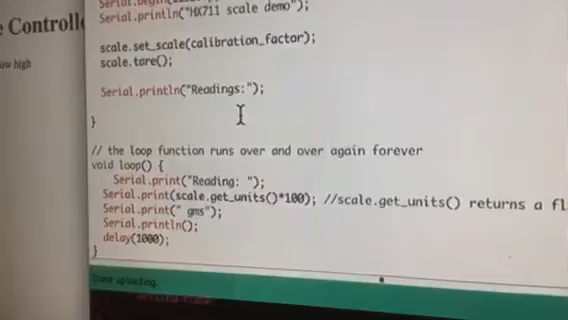 Serial.println("HX711 scale demo");
e Controlle
scale.set_scale(calibration_factor);
scale.tare();
ow high
Serial.println("Readings:");
}
// the loop function runs over and over again forever
void loop() {
Serial.print("Reading: ");
Serial.print(scale.get_units()*100); //scale.get_units() returns a fl
Serial.print(" gms");
Serial.println();
delay(1000);
}
Done uploading.